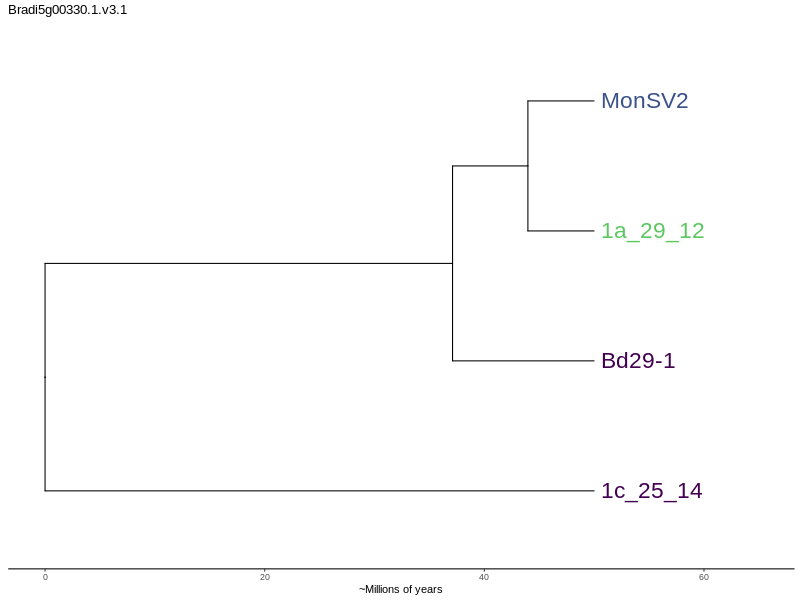 Bradi5g00330.1.v3.1
MonSV2
1a_29_12
Bd29-1
1c_25_14
0 20 40 60
~Millions of years